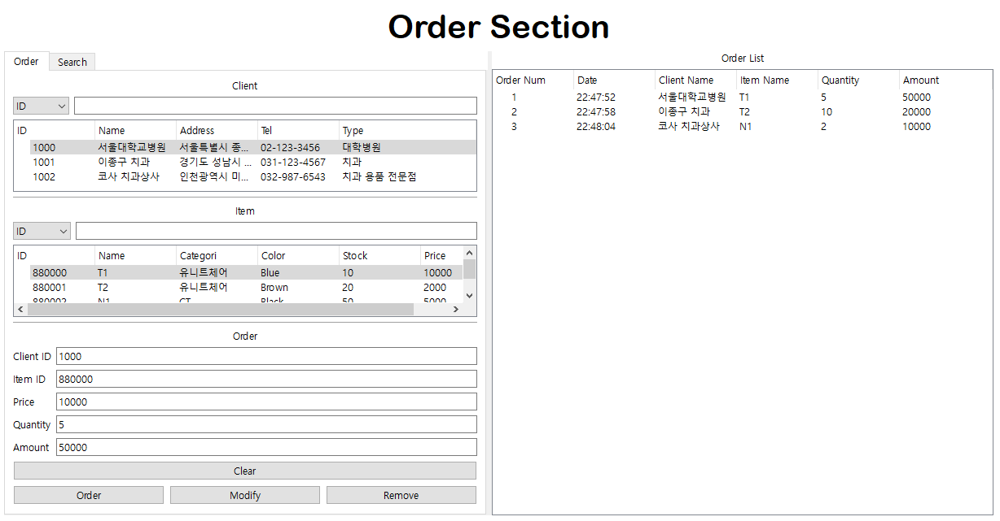 Order Section
Order Search
Client
ID
ID Name Address Tel Type
1000 서울대학교병원 서울특별시 종... 02-123-3456 대학병원
1001 이종구 치과 경기도 성남시 ... 031-123-4567 치과
1002 코사 치과상사 인천광역시 미... 032-987-6543 치과 용품 전문점
Item
ID
ID Name Categori Color Stock Price
880000 T1 유니트체어 Blue 10 10000
880001 T2 유니트체어 Brown 20 2000
880002 N1 CT Black 50 5000
Order
Client ID 1000
Item ID 880000
Price 10000
Quantity 5
Amount 50000
Clear
Order Modify Remove
Order List
Order Num Date Client Name Item Name Quantity Amount
1 22:47:52 서울대학교병원 T1 5 50000
2 22:47:58 이종구 치과 T2 10 20000
3 22:48:04 코사 치과상사 N1 2 10000